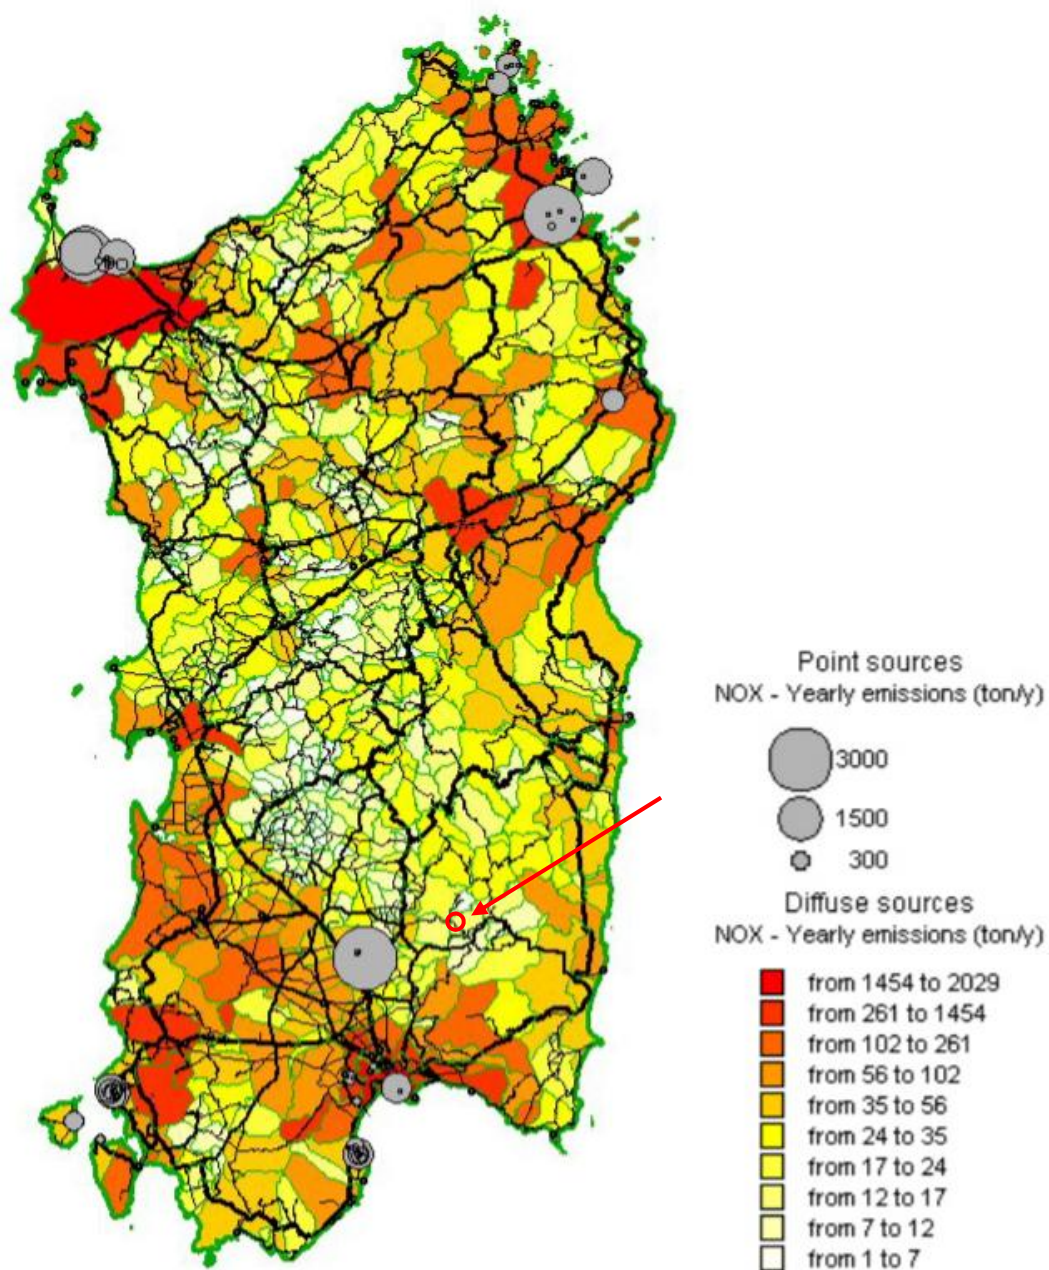 Point sources
NOX - Yearly emissions (ton/y)
3000
1500
300
Diffuse sources
NOX - Yearly emissions (ton/y)
from 1454 to 2029
from 261 to 1454
from 102 to 261
from 56 to 102
from 35 to 56
from 24 to 35
from 17 to 24
from 12 to 17
from 7 to 12
from 1 to 7